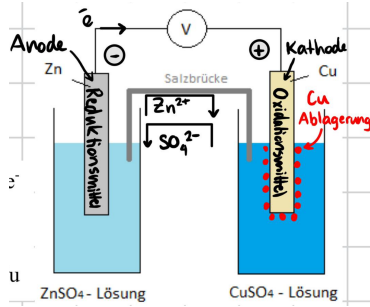 e⁻
V
Anode
-
+
Kathode
Zn
Salzbrücke
Cu
Zn²⁺
SO₄²⁻
Reduktionsmittel
Oxidationsmittel
Cu
Ablagerung
e⁻
u
ZnSO₄ - Lösung
CuSO₄ - Lösung